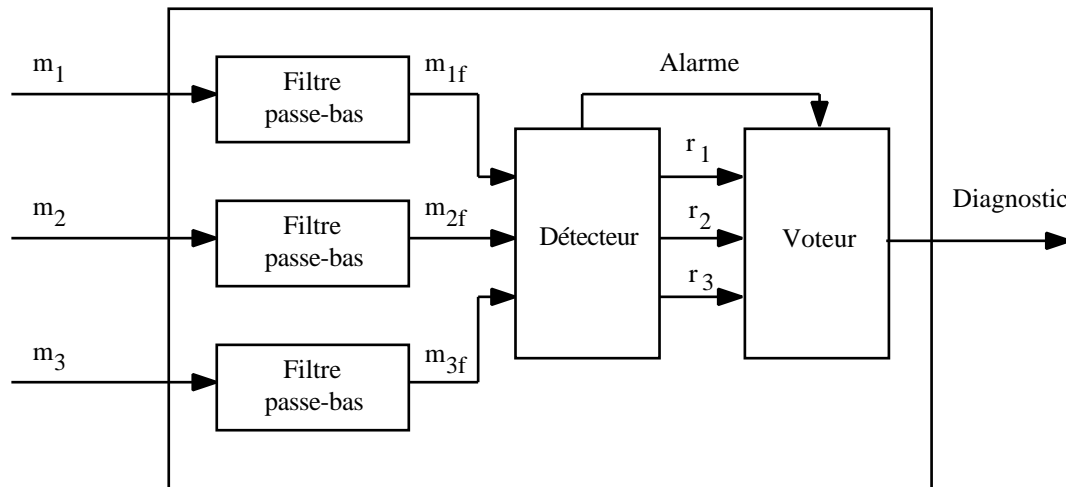 m1
Filtre
passe-bas
m1f
Alarme
r1
m2
Filtre
passe-bas
m2f
Détecteur
r2
Voteur
Diagnostic
r3
m3
Filtre
passe-bas
m3f